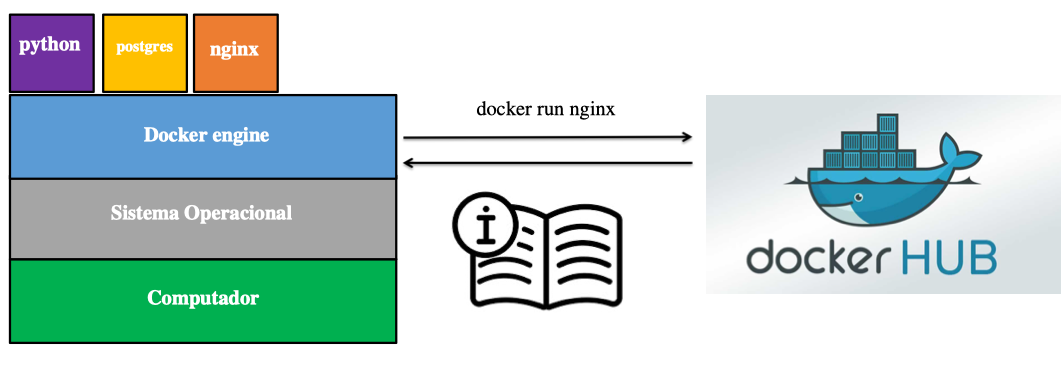 python
postgres
nginx
Docker engine
Sistema Operacional
Computador
docker run nginx
i
docker HUB